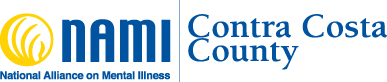 NAMI
National Alliance on Mental Illness
Contra Costa
County